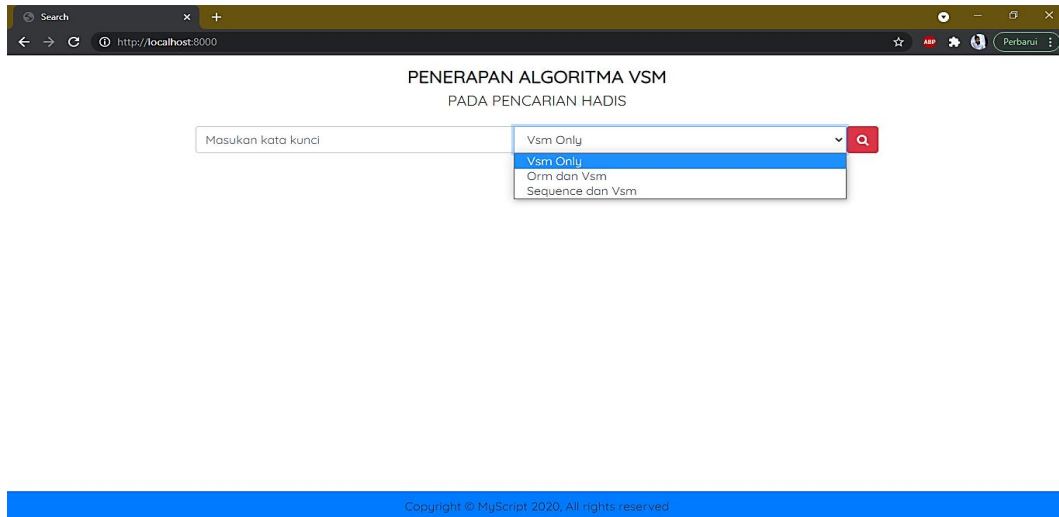 Search
http://localhost:8000
ABP
Perbarui
PENERAPAN ALGORITMA VSM
PADA PENCARIAN HADIS
Masukan kata kunci
Vsm Only
Vsm Only
Orm dan Vsm
Sequence dan Vsm
Copyright © MyScript 2020, All rights reserved